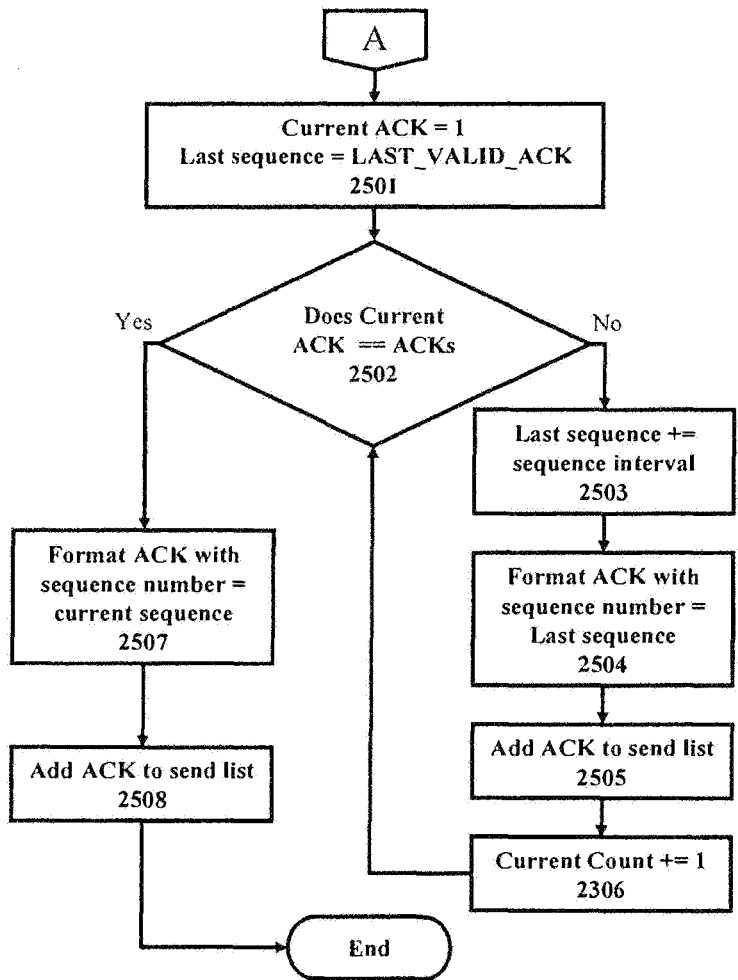 A
Current ACK = 1
Last sequence = LAST_VALID_ACK
2501
Does Current
ACK == ACKs
2502
Yes
No
Last sequence +=
sequence interval
2503
Format ACK with
sequence number =
Last sequence
2504
Add ACK to send list
2505
Current Count += 1
2306
Format ACK with
sequence number =
current sequence
2507
Add ACK to send list
2508
End